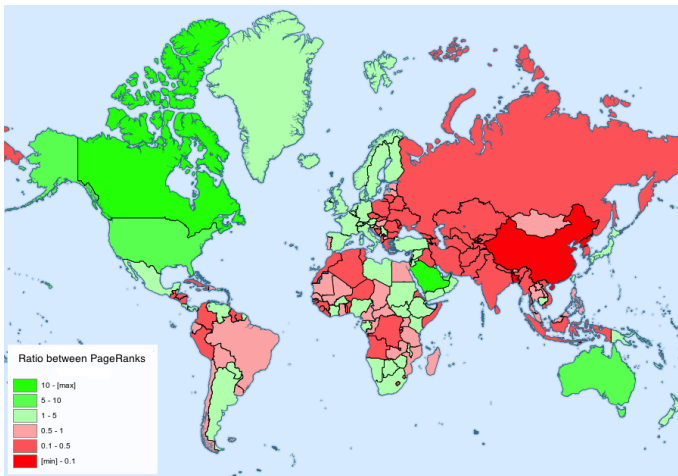 Ratio between PageRanks
10 - [max]
5 - 10
1 - 5
0.5 - 1
0.1 - 0.5
[min] - 0.1